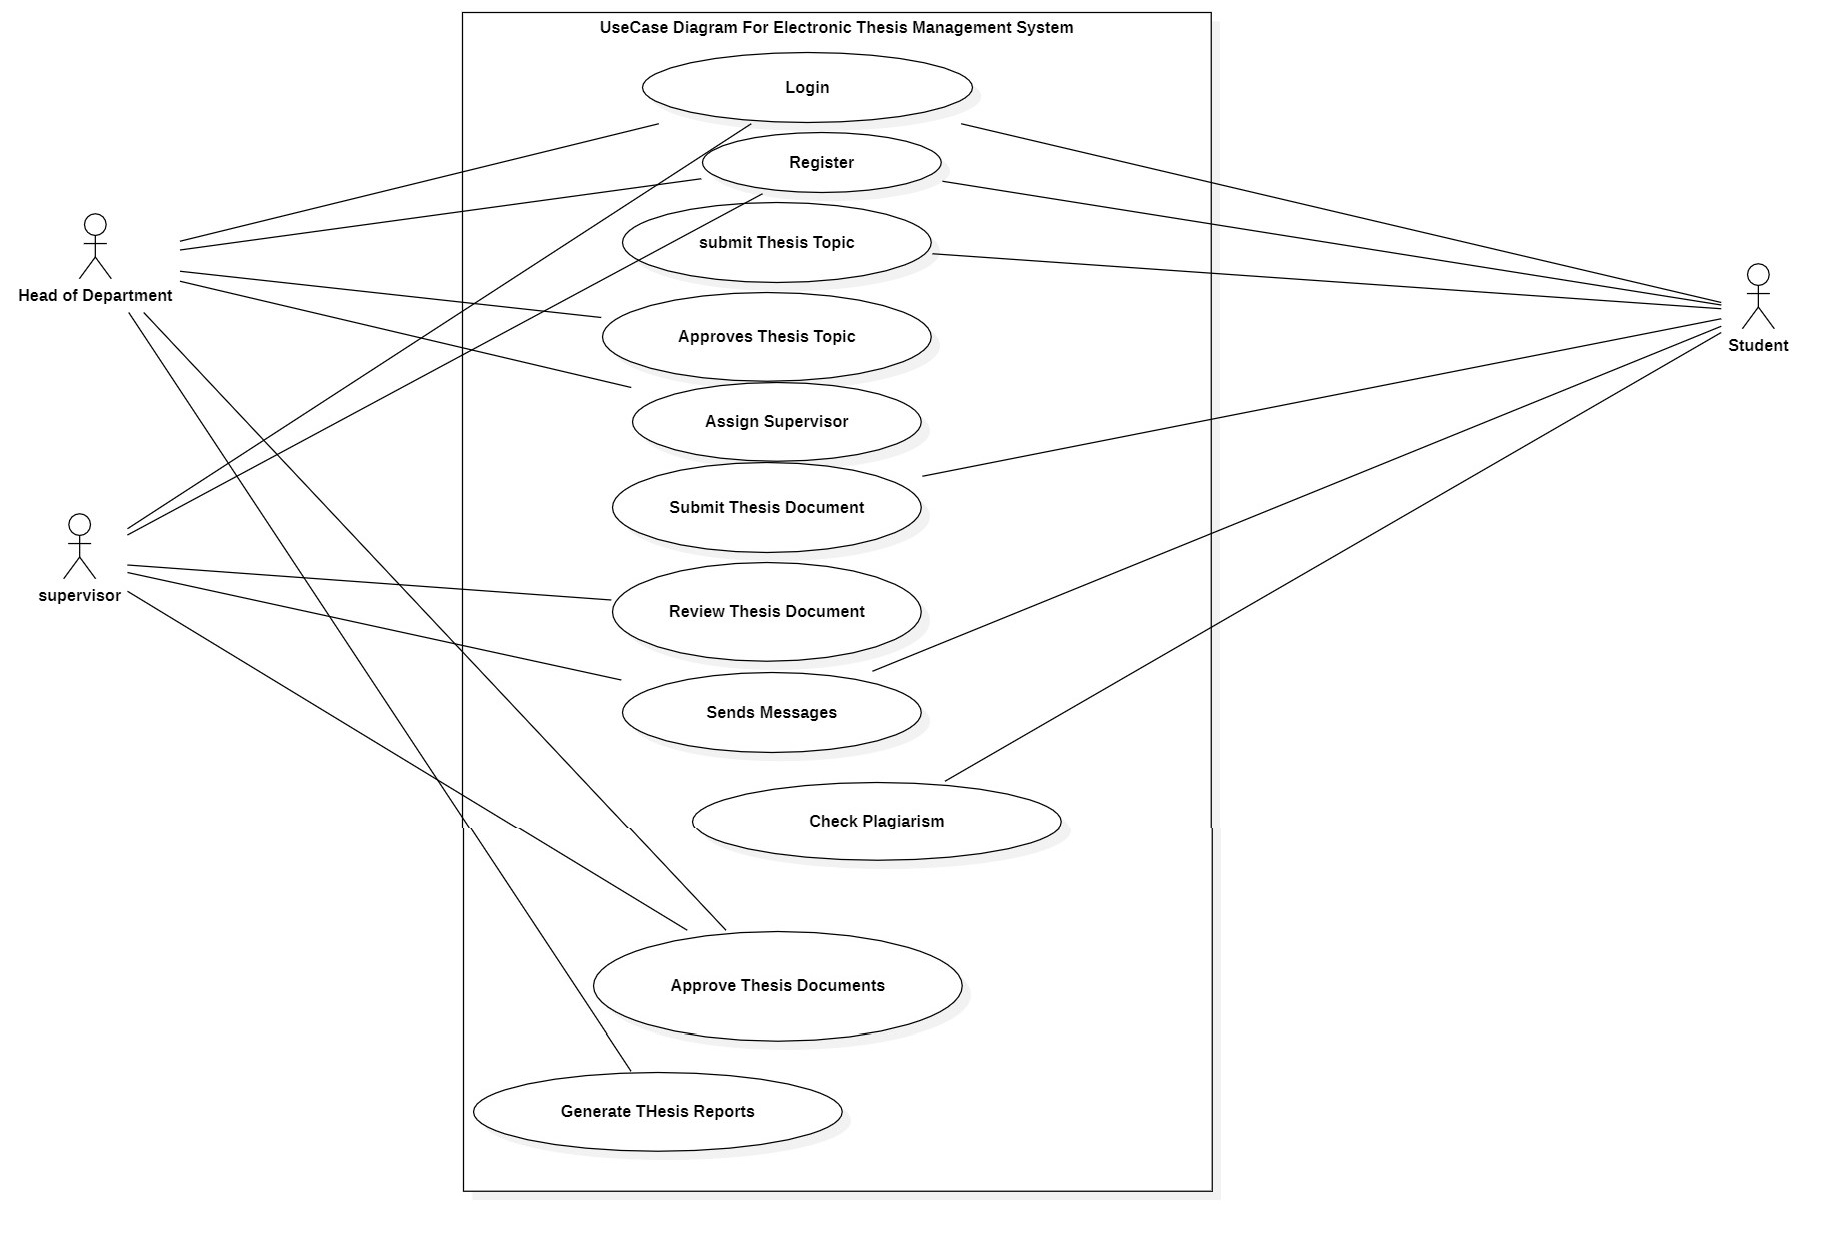 UseCase Diagram For Electronic Thesis Management System
Login
Register
submit Thesis Topic
Head of Department
Approves Thesis Topic
Student
Assign Supervisor
Submit Thesis Document
supervisor
Review Thesis Document
Sends Messages
Check Plagiarism
Approve Thesis Documents
Generate THesis Reports